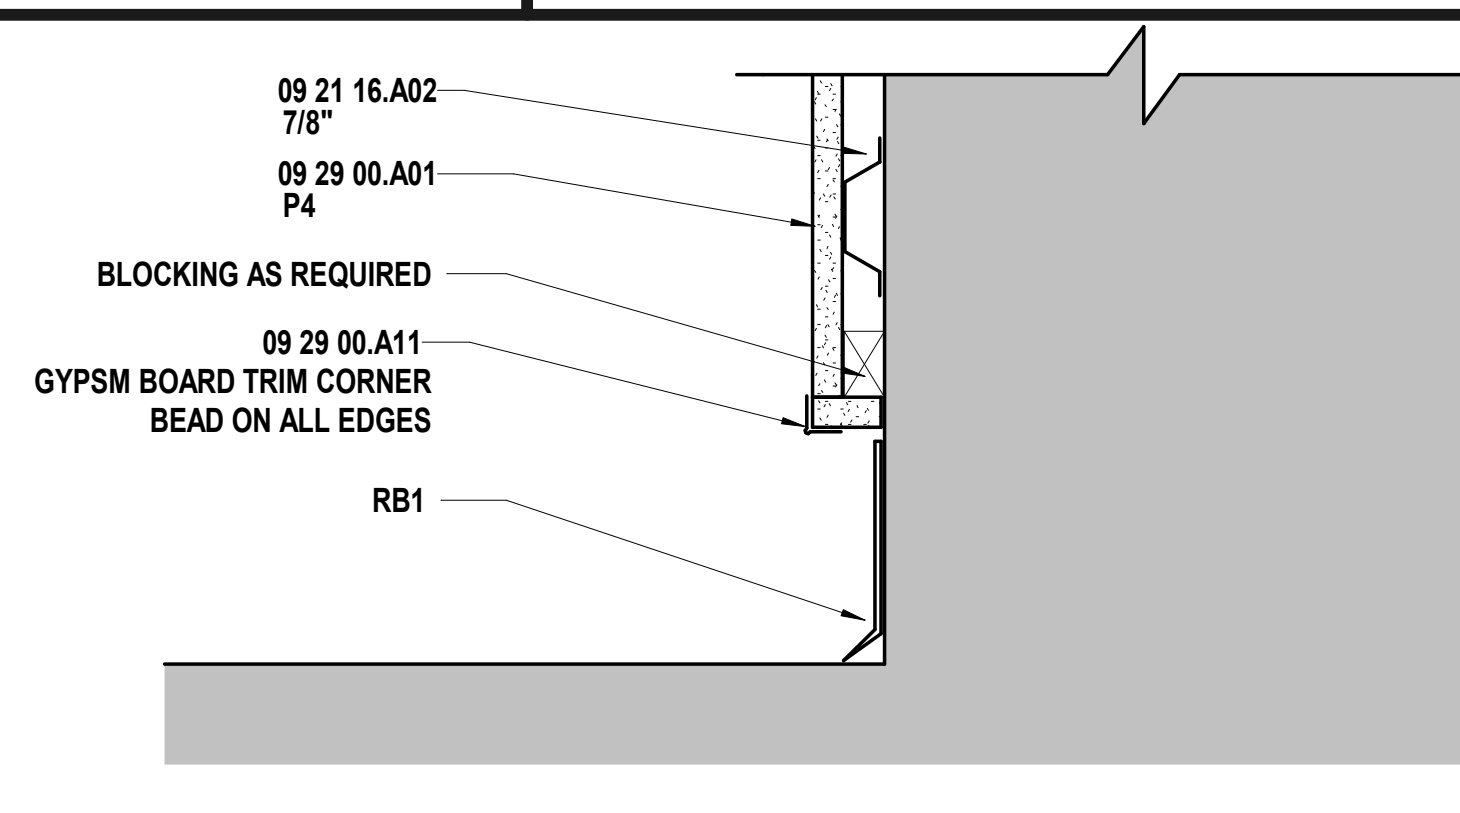 09 21 16.A02
7/8"
09 29 00.A01
P4
BLOCKING AS REQUIRED
09 29 00.A11
GYPSM BOARD TRIM CORNER
BEAD ON ALL EDGES
RB1